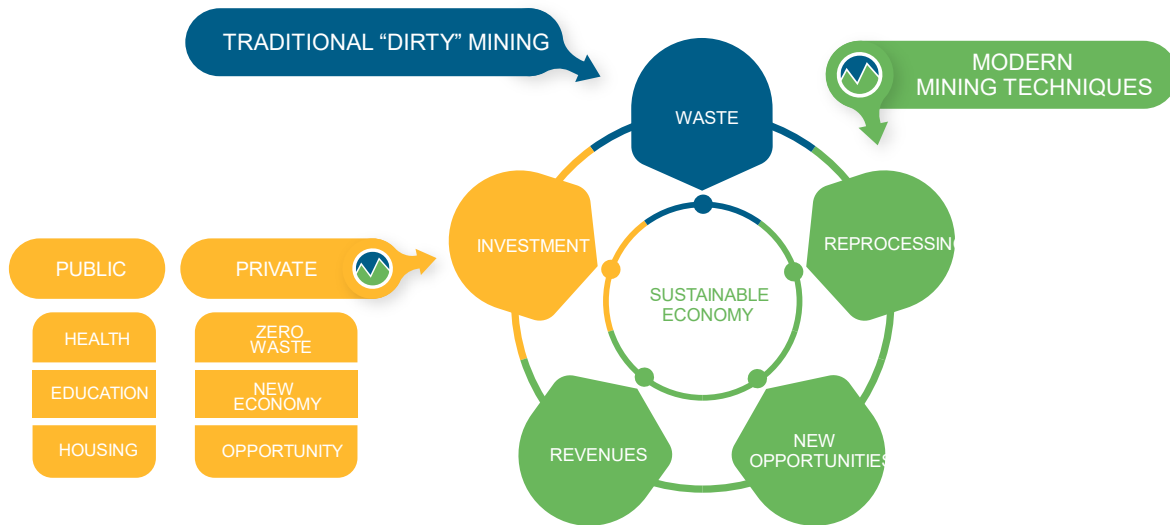 TRADITIONAL “DIRTY” MINING
MODERN
MINING TECHNIQUES
WASTE
INVESTMENT
REPROCESSING
PUBLIC
PRIVATE
SUSTAINABLE
ECONOMY
HEALTH
ZERO
WASTE
EDUCATION
NEW
ECONOMY
HOUSING
OPPORTUNITY
REVENUES
NEW
OPPORTUNITIES